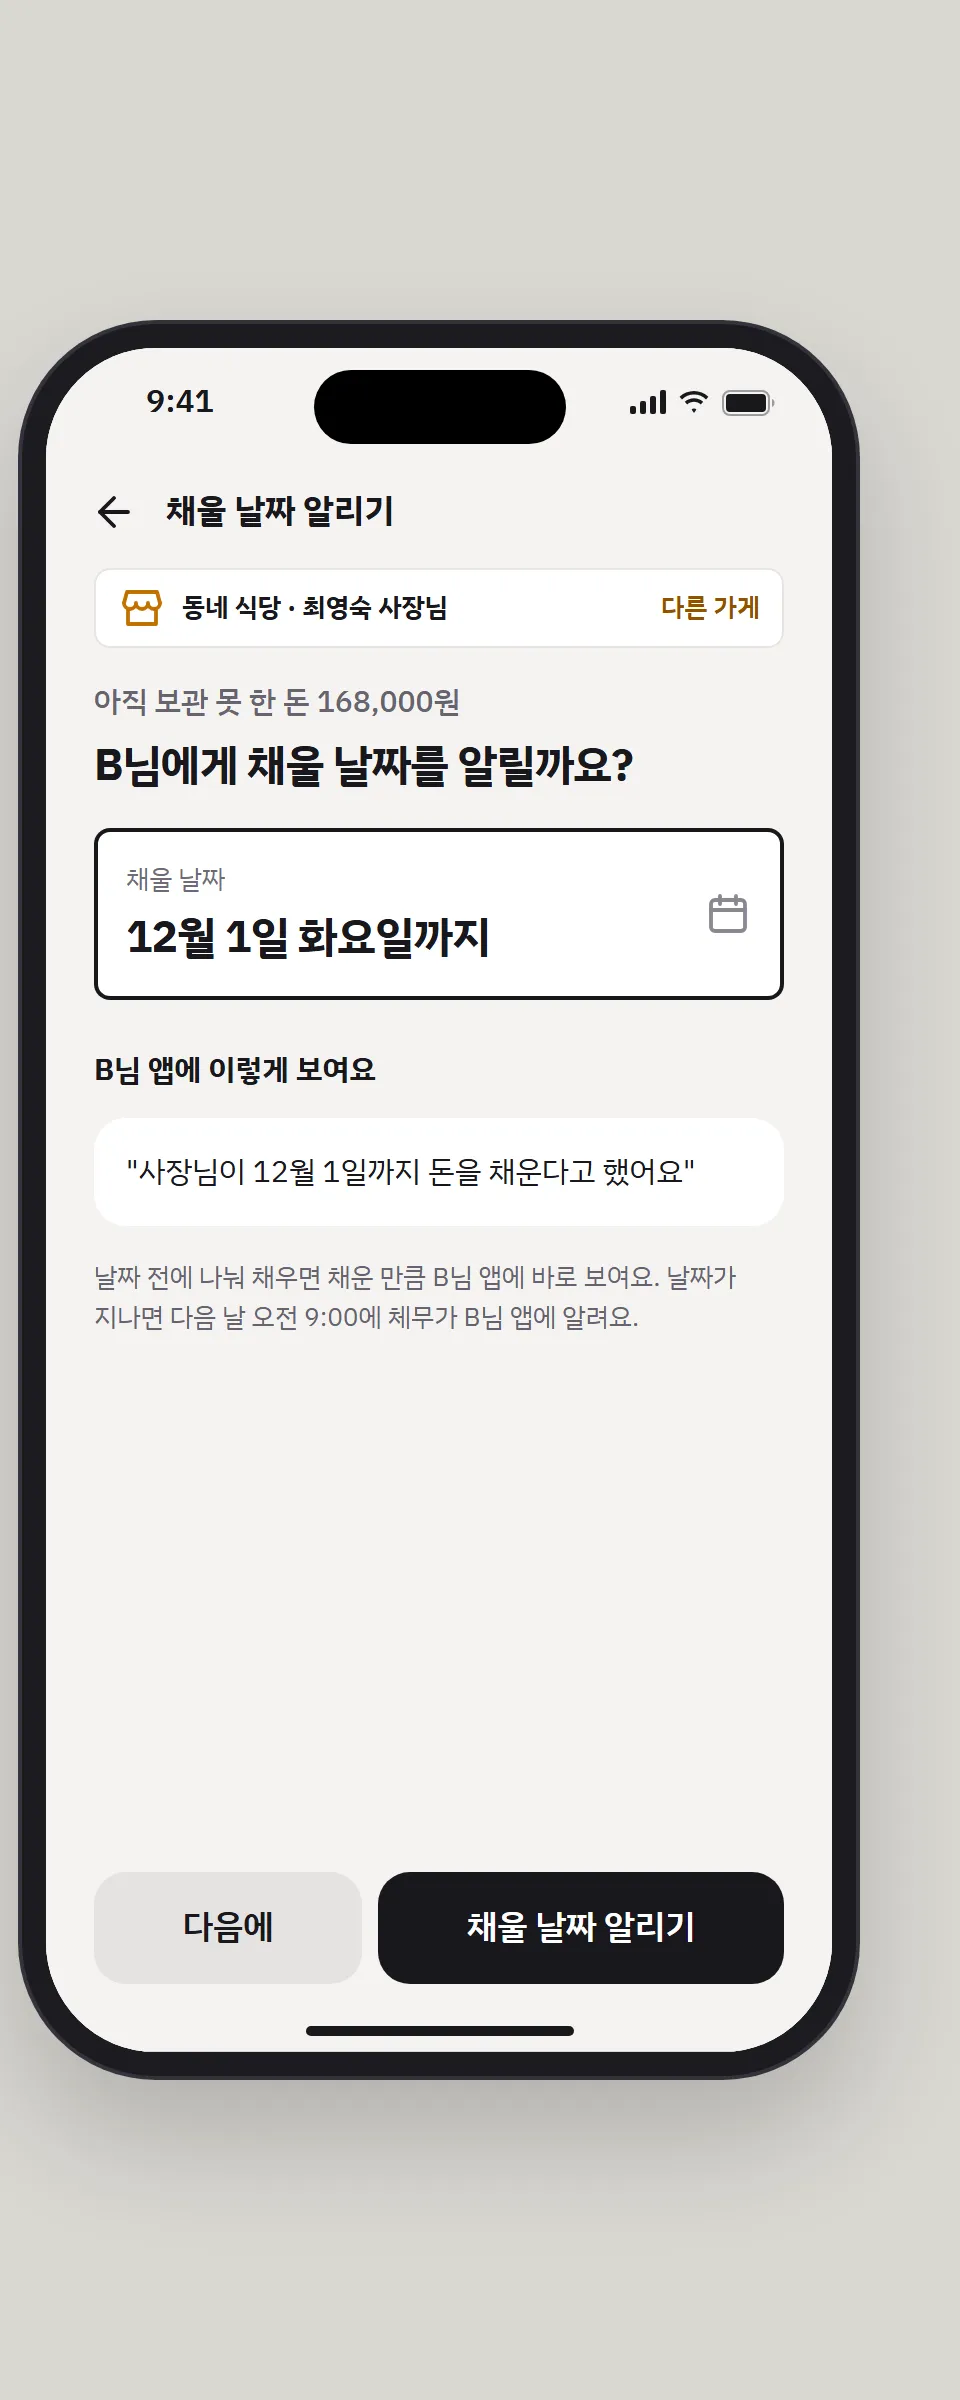 9:41
채울 날짜 알리기
동네 식당 · 최영숙 사장님 다른 가게
아직 보관 못 한 돈 168,000원
B님에게 채울 날짜를 알릴까요?
채울 날짜
12월 1일 화요일까지
B님 앱에 이렇게 보여요
"사장님이 12월 1일까지 돈을 채운다고 했어요"
날짜 전에 나눠 채우면 채운 만큼 B님 앱에 바로 보여요. 날짜가
지나면 다음 날 오전 9:00에 체무가 B님 앱에 알려요.
다음에 채울 날짜 알리기